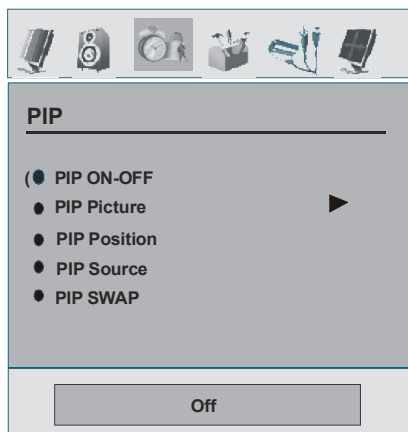 PIP
( PIP ON-OFF
PIP Picture
PIP Position
PIP Source
PIP SWAP
Off